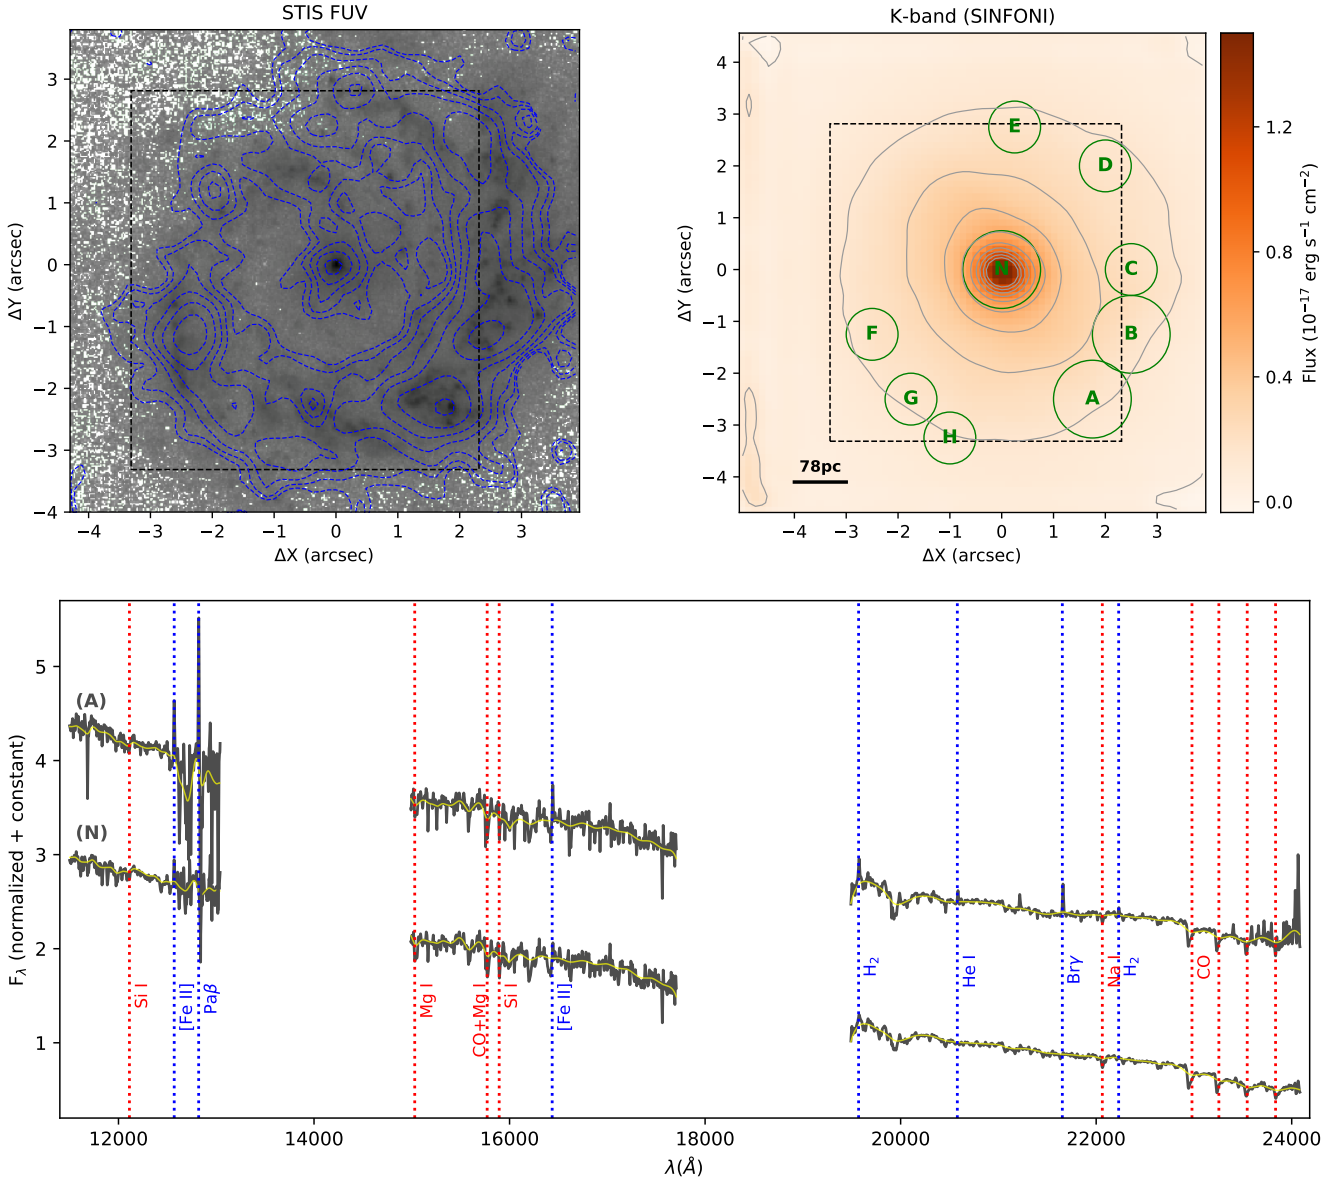 STIS FUV
3
2
1
0
−1
−2
−3
−4
ΔY (arcsec)
−4 −3 −2 −1 0 1 2 3
ΔX (arcsec)
K-band (SINFONI)
4
3
2
1
0
−1
−2
−3
−4
ΔY (arcsec)
E
D
N
C
F
B
G
A
H
78pc
−4 −3 −2 −1 0 1 2 3
ΔX (arcsec)
1.2
0.8
0.4
0.0
Flux (10⁻¹⁷ erg s⁻¹ cm⁻²)
5
4
3
2
1
F_λ (normalized + constant)
(A)
(N)
Si I
[Fe II]
Paβ
Mg I
CO+Mg I
Si I
[Fe II]
H₂
He I
Brγ
Na I
H₂
CO
12000 14000 16000 18000 20000 22000 24000
λ(Å)